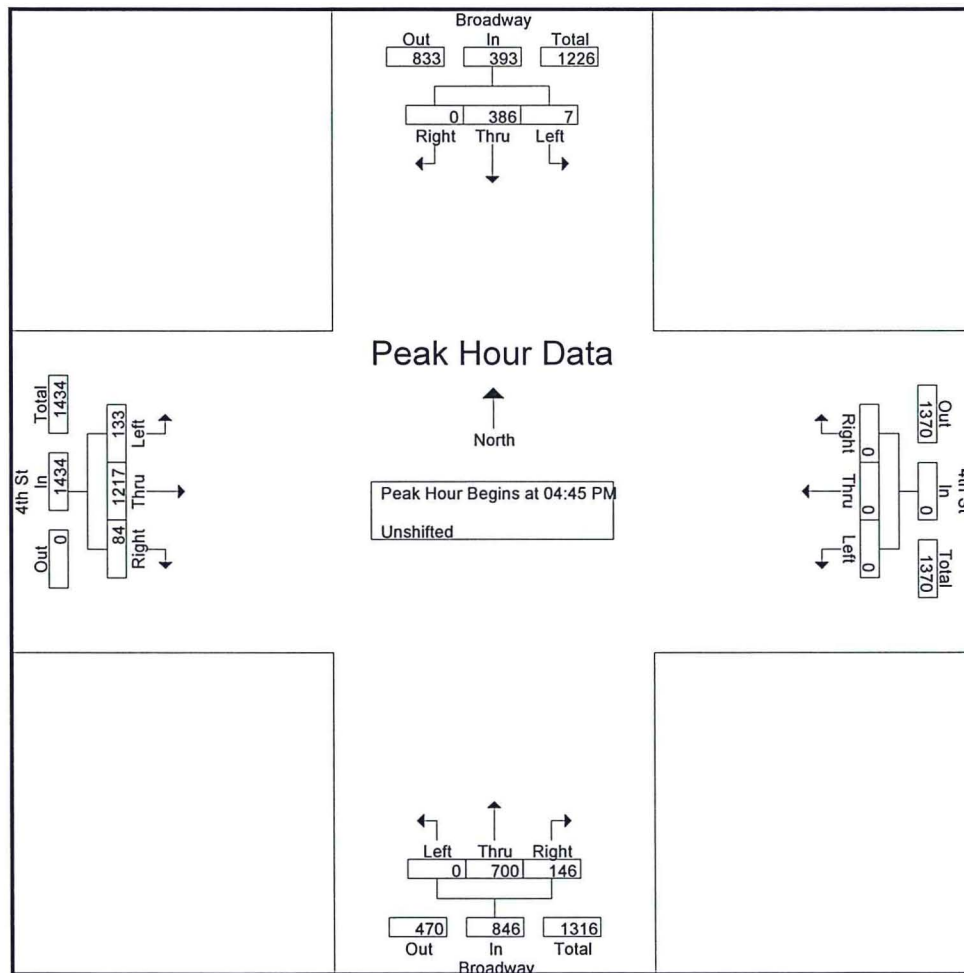 Broadway
Out In Total
833 393 1226
0 386 7
Right Thru Left
Peak Hour Data
North
Peak Hour Begins at 04:45 PM
Unshifted
4th St
Total In Out
1434 1434 0
133 1217 84
Left Thru Right
Right Thru Left
0 0 0
1370 0 1370
Out In Total
4th St
Left Thru Right
0 700 146
470 846 1316
Out In Total
Broadway